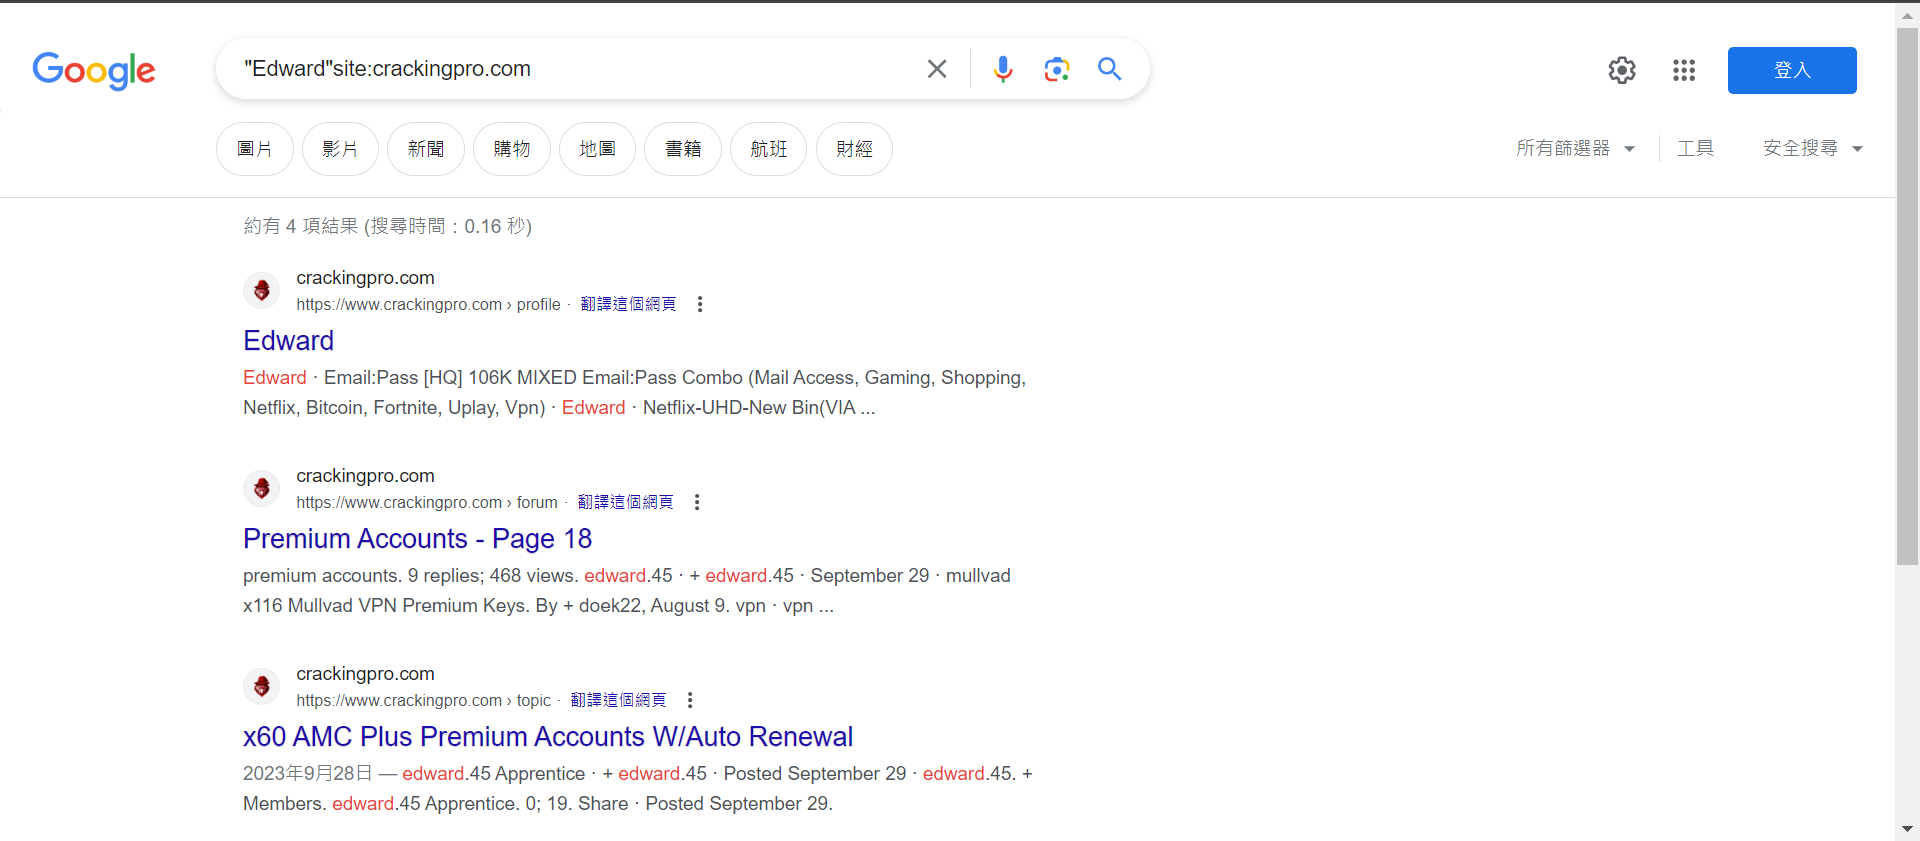 Google
"Edward"site:crackingpro.com
登入
圖片 影片 新聞 購物 地圖 書籍 航班 財經
所有篩選器 工具 安全搜尋
約有 4 項結果 (搜尋時間：0.16 秒)
crackingpro.com
https://www.crackingpro.com › profile · 翻譯這個網頁
Edward
Edward · Email:Pass [HQ] 106K MIXED Email:Pass Combo (Mail Access, Gaming, Shopping,
Netflix, Bitcoin, Fortnite, Uplay, Vpn) · Edward · Netflix-UHD-New Bin(VIA ...
crackingpro.com
https://www.crackingpro.com › forum · 翻譯這個網頁
Premium Accounts - Page 18
premium accounts. 9 replies; 468 views. edward.45 · + edward.45 · September 29 · mullvad
x116 Mullvad VPN Premium Keys. By + doek22, August 9. vpn · vpn ...
crackingpro.com
https://www.crackingpro.com › topic · 翻譯這個網頁
x60 AMC Plus Premium Accounts W/Auto Renewal
2023年9月28日 — edward.45 Apprentice · + edward.45 · Posted September 29 · edward.45. +
Members. edward.45 Apprentice. 0; 19. Share · Posted September 29.